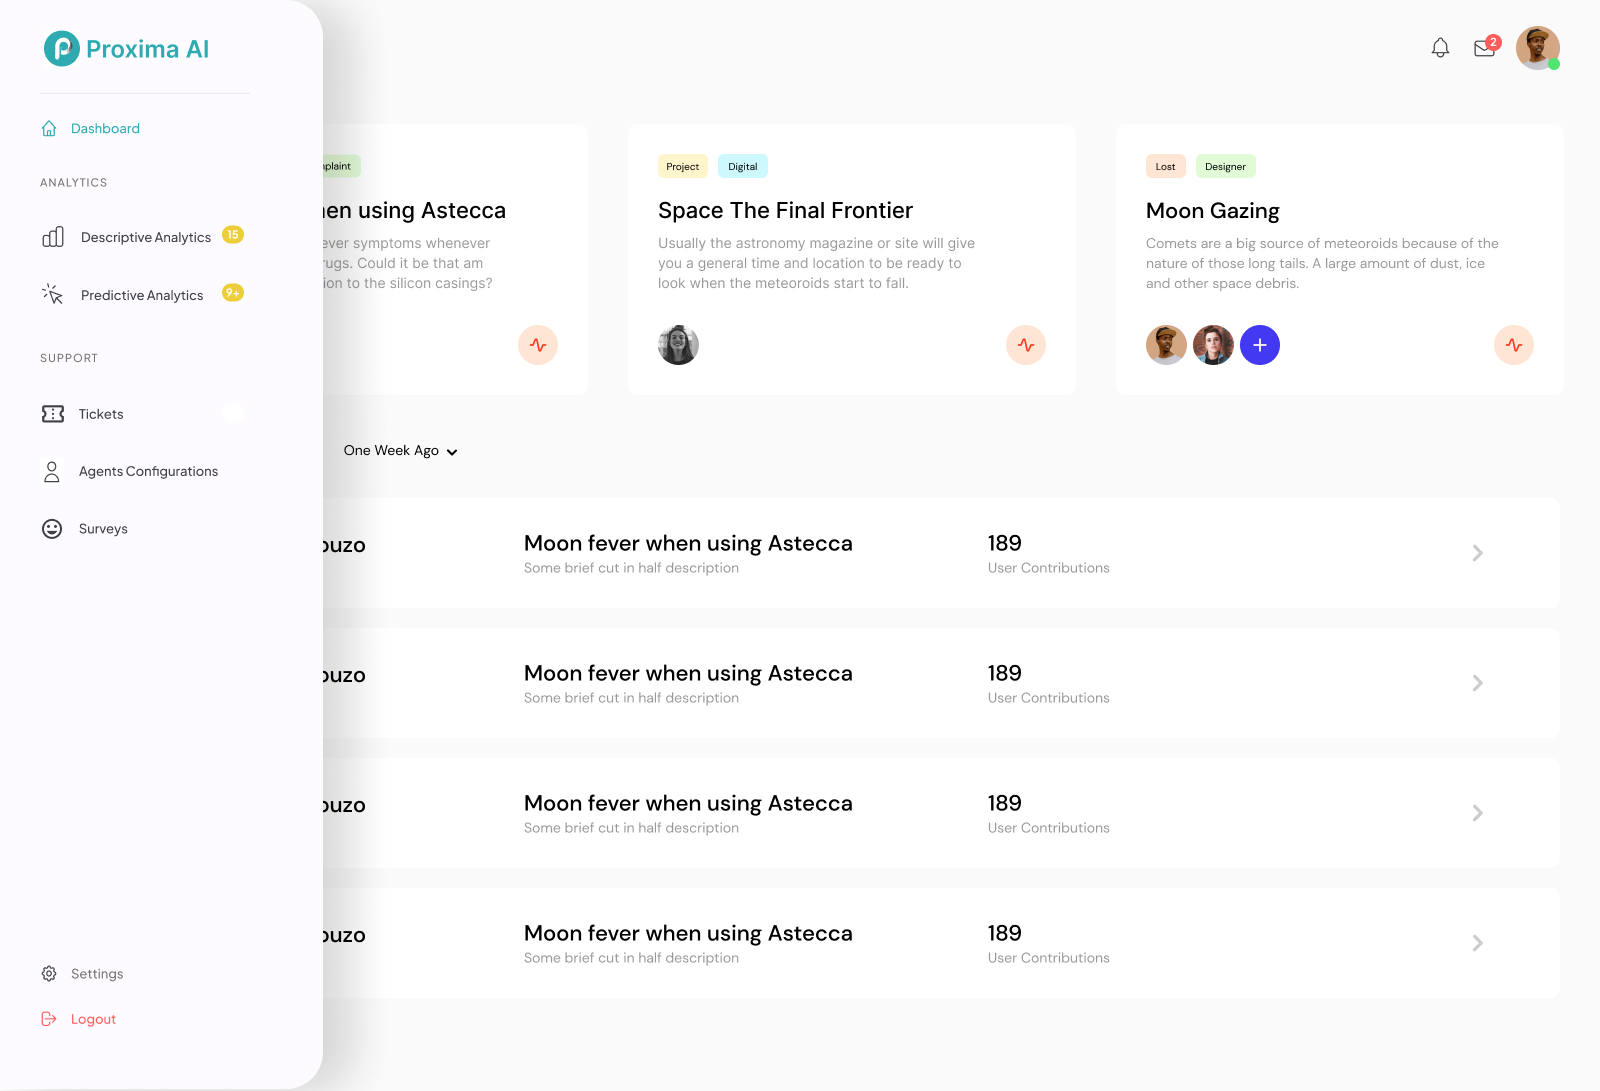 Proxima AI
2
Dashboard
ANALYTICS
Descriptive Analytics 15
Predictive Analytics 9+
SUPPORT
Tickets
Agents Configurations
Surveys
Settings
Logout
plaint
en using Astecca
ever symptoms whenever
rugs. Could it be that am
ion to the silicon casings?
Project Digital
Space The Final Frontier
Usually the astronomy magazine or site will give
you a general time and location to be ready to
look when the meteoroids start to fall.
Lost Designer
Moon Gazing
Comets are a big source of meteoroids because of the
nature of those long tails. A large amount of dust, ice
and other space debris.
One Week Ago
ouzo Moon fever when using Astecca 189
Some brief cut in half description User Contributions
ouzo Moon fever when using Astecca 189
Some brief cut in half description User Contributions
ouzo Moon fever when using Astecca 189
Some brief cut in half description User Contributions
ouzo Moon fever when using Astecca 189
Some brief cut in half description User Contributions